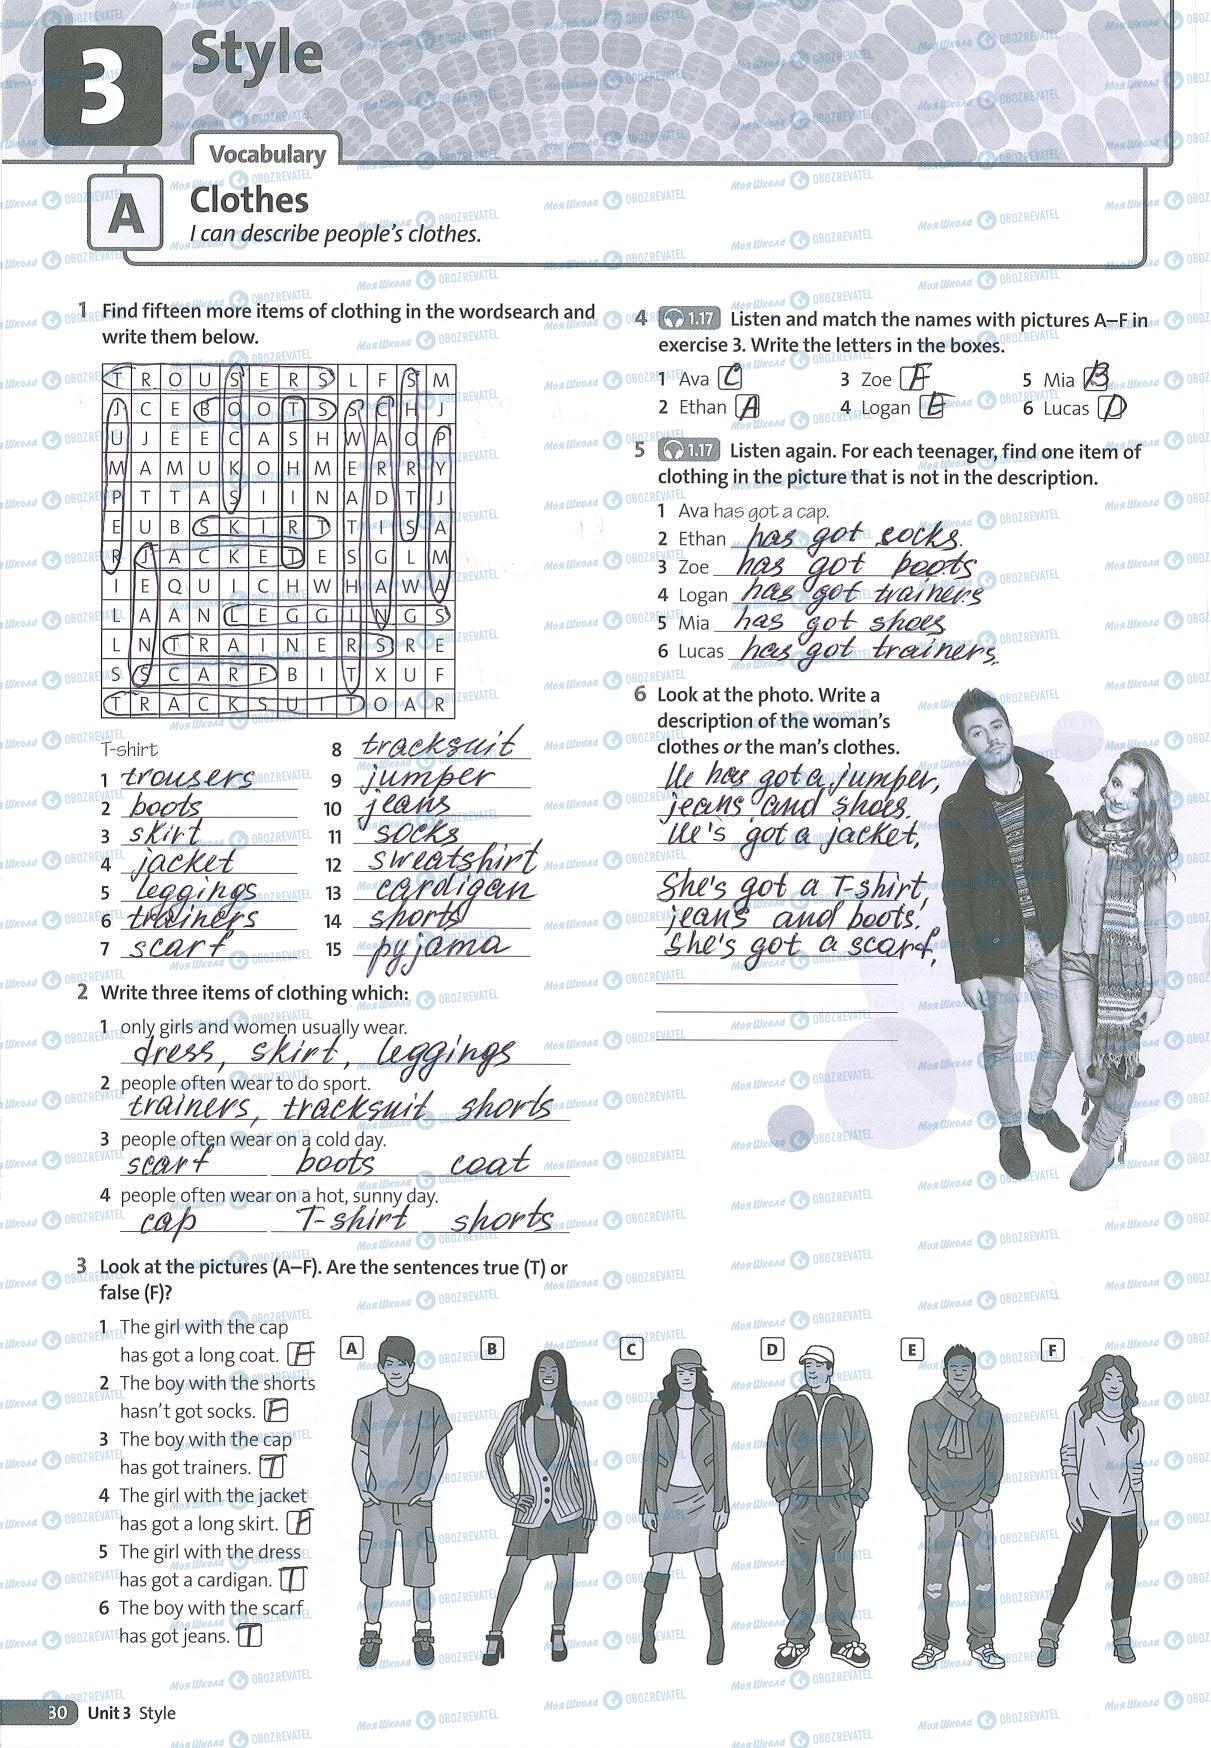 3
Style
Vocabulary
A
Clothes
I can describe people's clothes.
1 Find fifteen more items of clothing in the wordsearch and
write them below.
T R O U S E R S L F S M
J C E B O O T S S C H J
U J E E C A S H W A O P
M A M U K O H M E R R Y
P T T A S I I N A D T J
E U B S K I R T T I S A
R J A C K E T E S G L M
I E Q U I C H W H A W A
L A A N L E G G I N G S
L N T R A I N E R S R E
S S C A R F B I T X U F
T R A C K S U I T O A R
T-shirt
1 trousers
2 boots
3 skirt
4 jacket
5 leggings
6 trainers
7 scarf
8 tracksuit
9 jumper
10 jeans
11 socks
12 sweatshirt
13 cardigan
14 shorts
15 pyjama
2 Write three items of clothing which:
1 only girls and women usually wear.
dress, skirt, leggings
2 people often wear to do sport.
trainers, tracksuit shorts
3 people often wear on a cold day.
scarf boots coat
4 people often wear on a hot, sunny day.
cap T-shirt shorts
3 Look at the pictures (A–F). Are the sentences true (T) or
false (F)?
1 The girl with the cap
has got a long coat. F
2 The boy with the shorts
hasn't got socks. F
3 The boy with the cap
has got trainers. T
4 The girl with the jacket
has got a long skirt. F
5 The girl with the dress
has got a cardigan. T
6 The boy with the scarf
has got jeans. T
4 1.17 Listen and match the names with pictures A–F in
exercise 3. Write the letters in the boxes.
1 Ava C 3 Zoe F 5 Mia B
2 Ethan A 4 Logan E 6 Lucas D
5 1.17 Listen again. For each teenager, find one item of
clothing in the picture that is not in the description.
1 Ava has got a cap.
2 Ethan has got socks.
3 Zoe has got boots
4 Logan has got trainers
5 Mia has got shoes
6 Lucas has got trainers.
6 Look at the photo. Write a
description of the woman's
clothes or the man's clothes.
He has got a jumper,
jeans and shoes.
He's got a jacket.
She's got a T-shirt,
jeans and boots.
She's got a scarf.
A B C D E F
30 Unit 3 Style
Моя Школа OBOZREVATEL